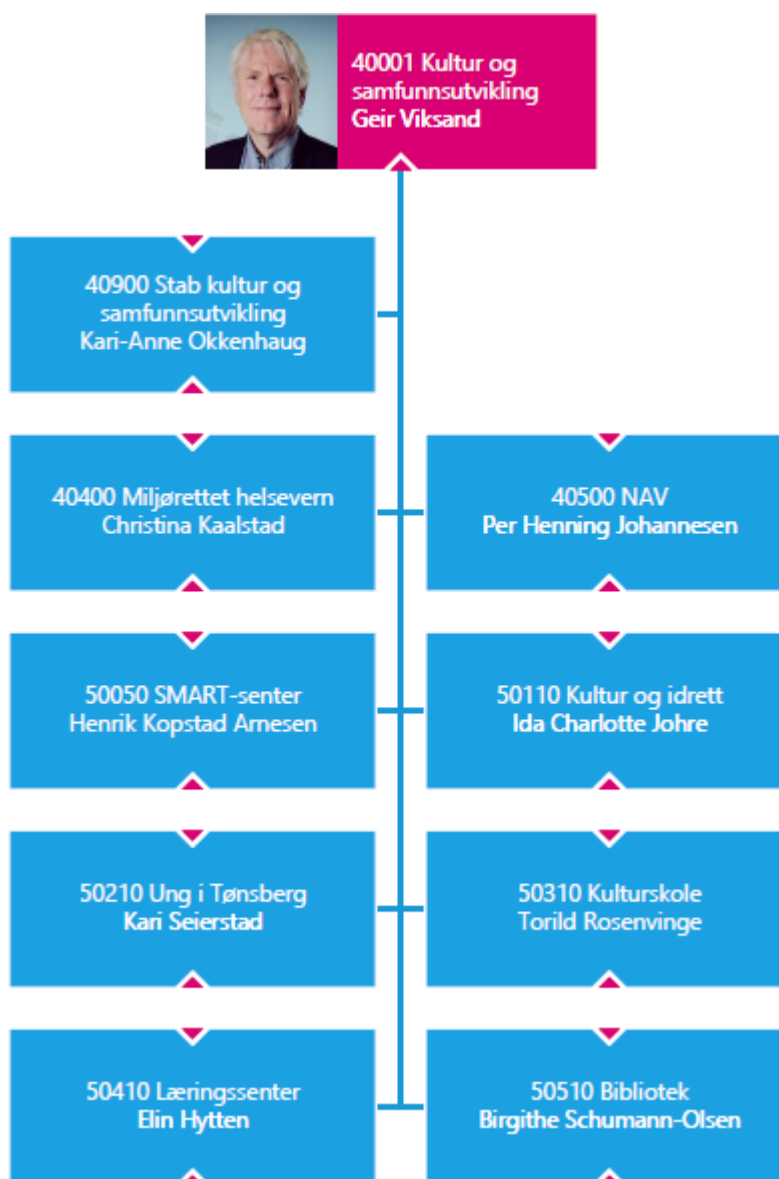 40001 Kultur og
samfunnsutvikling
Geir Viksand
40900 Stab kultur og
samfunnsutvikling
Kari-Anne Okkenhaug
40400 Miljørettet helsevern
Christina Kaalstad
40500 NAV
Per Henning Johannesen
50050 SMART-senter
Henrik Kopstad Arnesen
50110 Kultur og idrett
Ida Charlotte Johre
50210 Ung i Tønsberg
Kari Seierstad
50310 Kulturskole
Torild Rosenvinge
50410 Læringssenter
Elin Hytten
50510 Bibliotek
Birgithe Schumann-Olsen